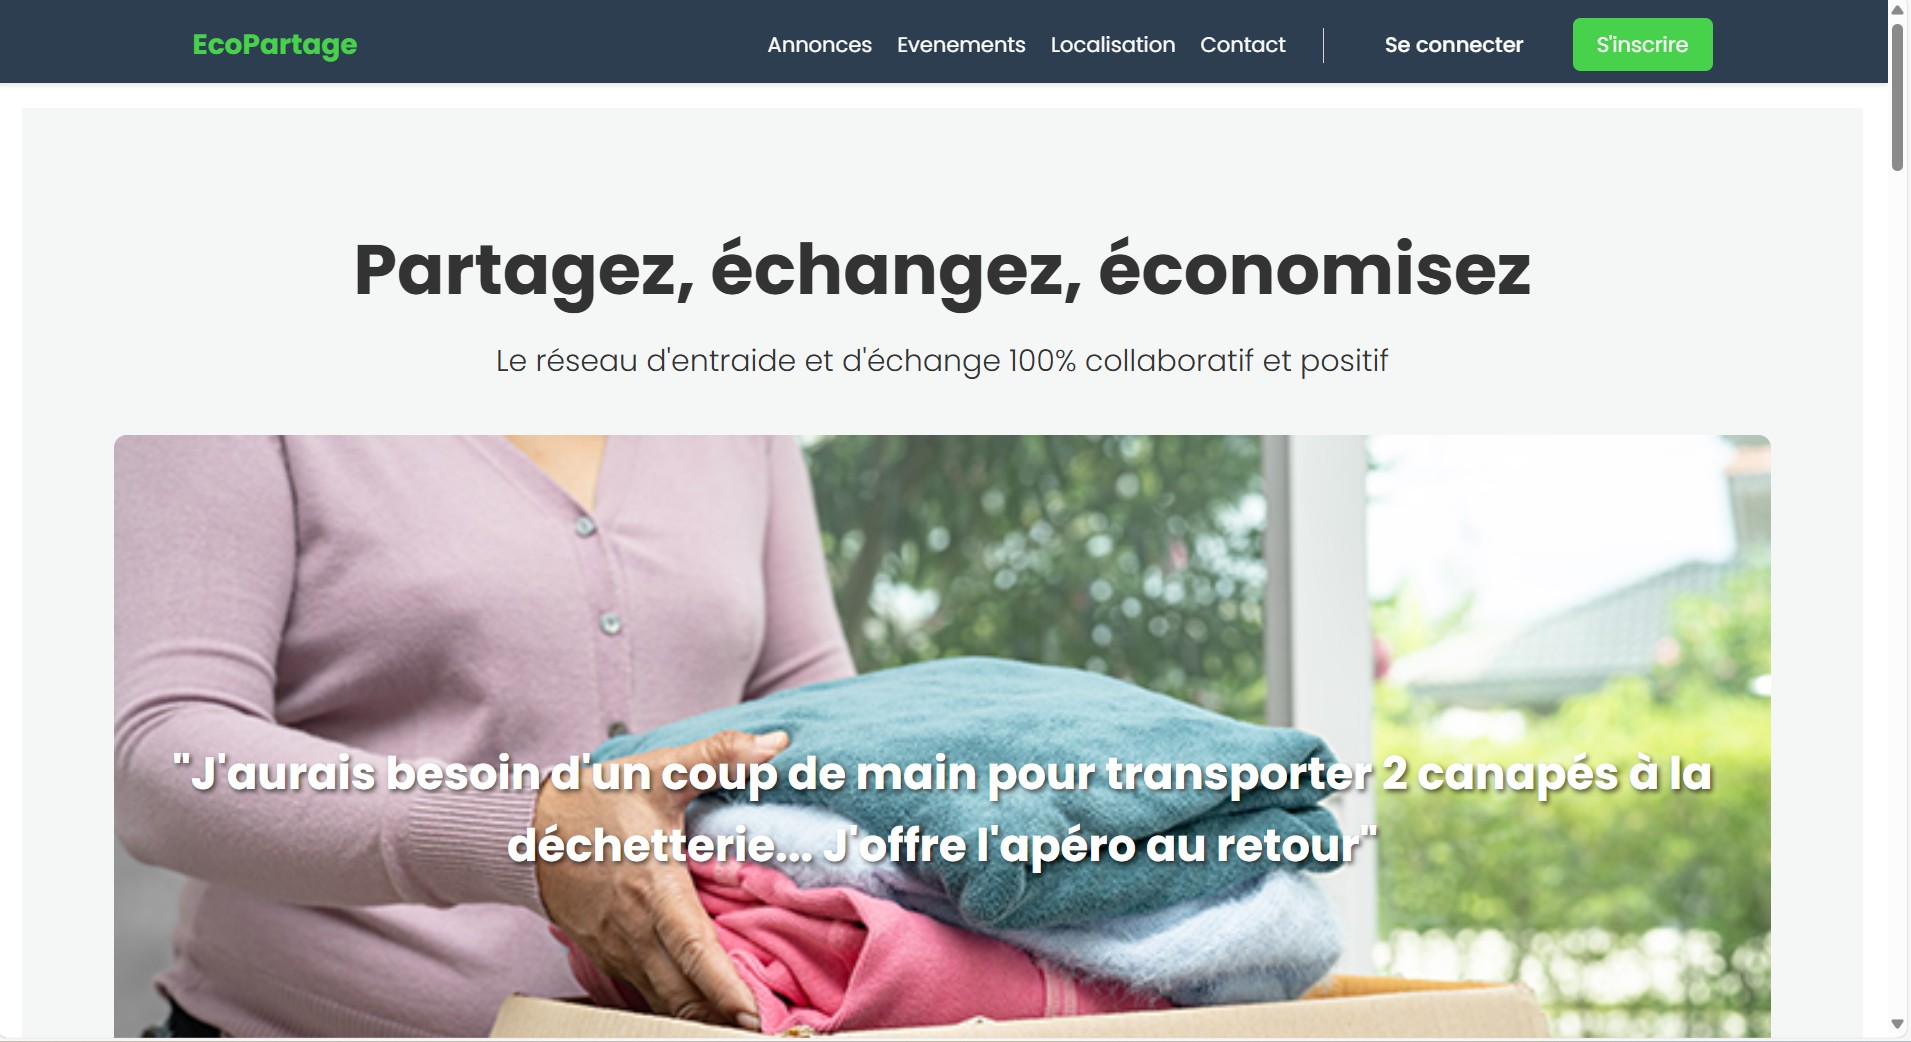 EcoPartage
Annonces Evenements Localisation Contact Se connecter S'inscrire
Partagez, échangez, économisez
Le réseau d'entraide et d'échange 100% collaboratif et positif
"J'aurais besoin d'un coup de main pour transporter 2 canapés à la
déchetterie... J'offre l'apéro au retour"